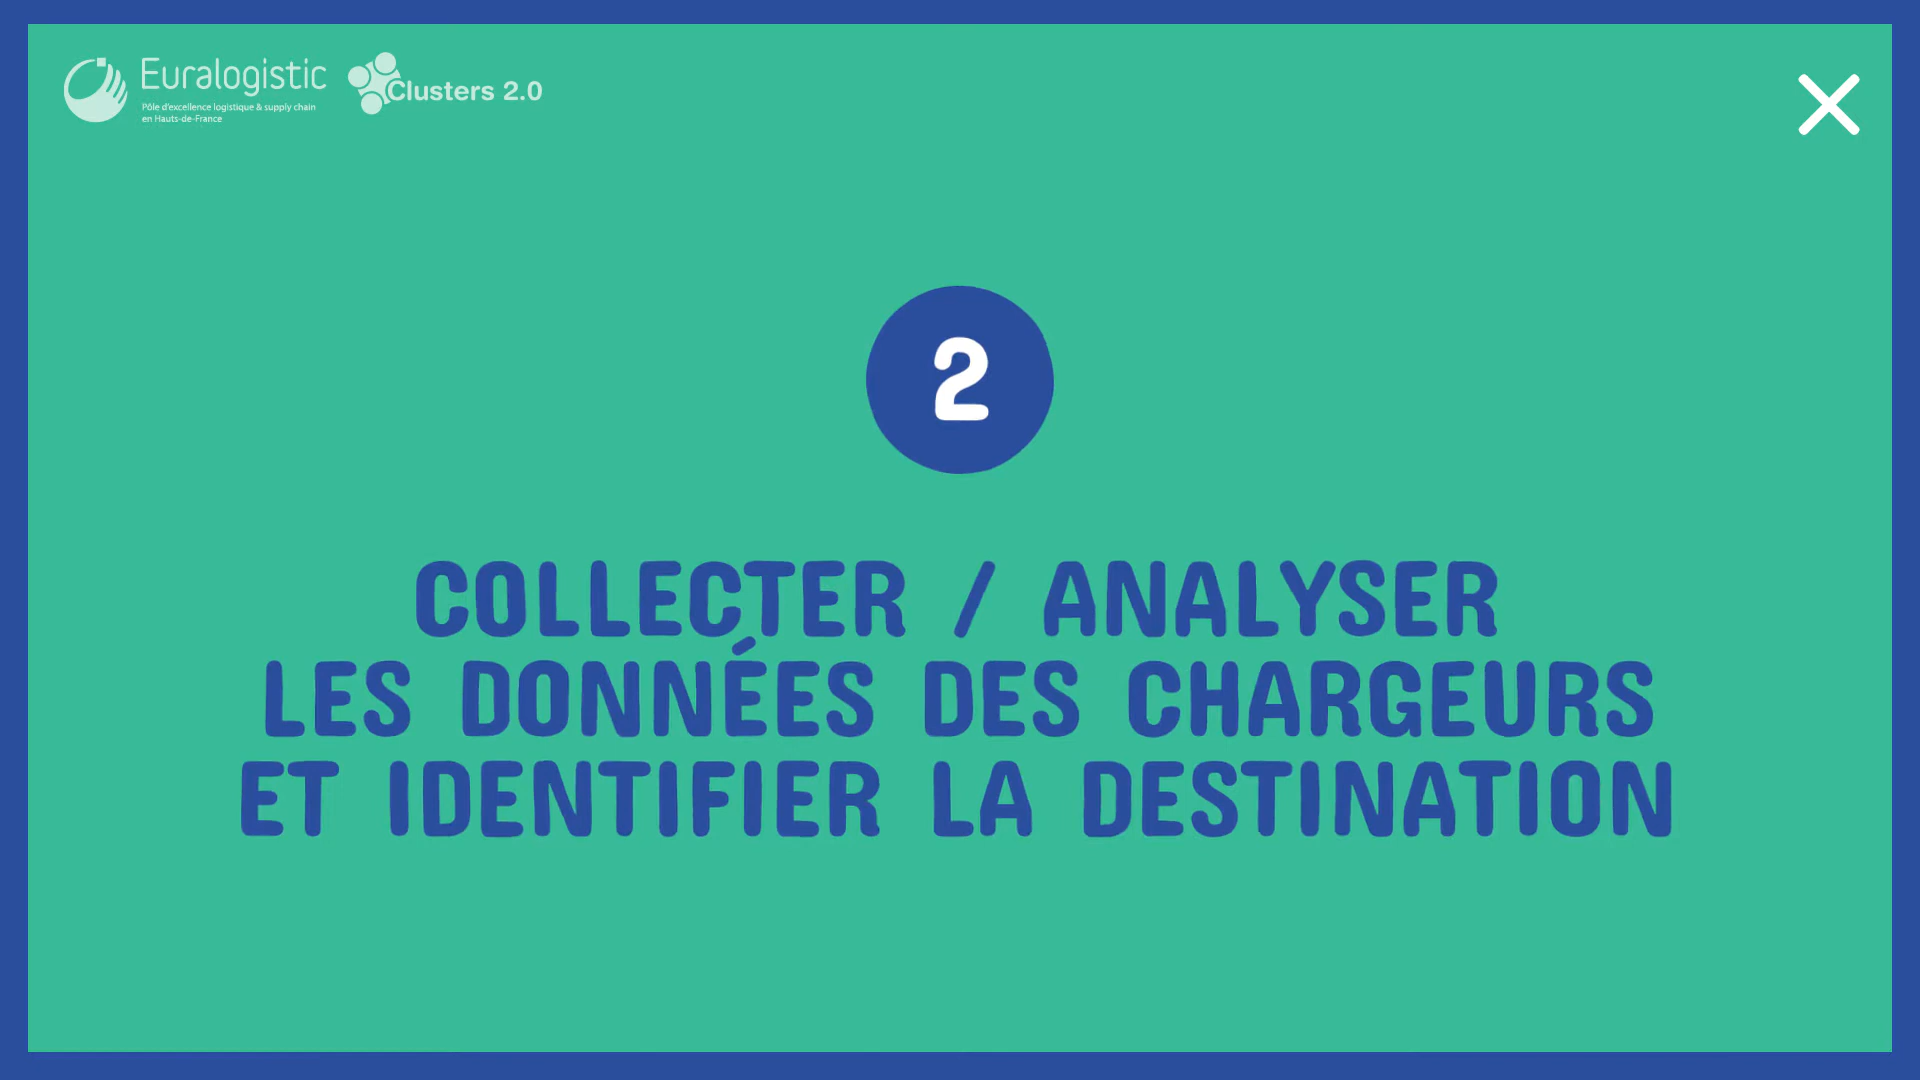 Euralogistic
Pôle d'excellence logistique & supply chain
en Hauts-de-France
Clusters 2.0
2
COLLECTER / ANALYSER
LES DONNÉES DES CHARGEURS
ET IDENTIFIER LA DESTINATION